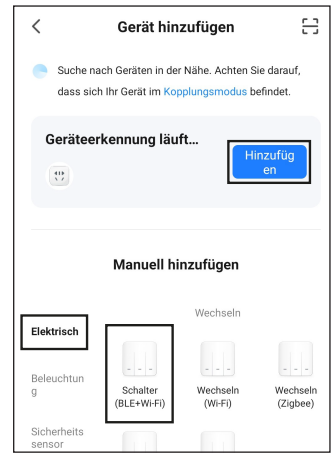 Gerät hinzufügen
Suche nach Geräten in der Nähe. Achten Sie darauf,
dass sich Ihr Gerät im Kopplungsmodus befindet.
Geräteerkennung läuft...
Hinzufüg
en
Manuell hinzufügen
Wechseln
Elektrisch
Beleuchtun
g
Schalter
(BLE+Wi-Fi)
Wechseln
(Wi-Fi)
Wechseln
(Zigbee)
Sicherheits
sensor